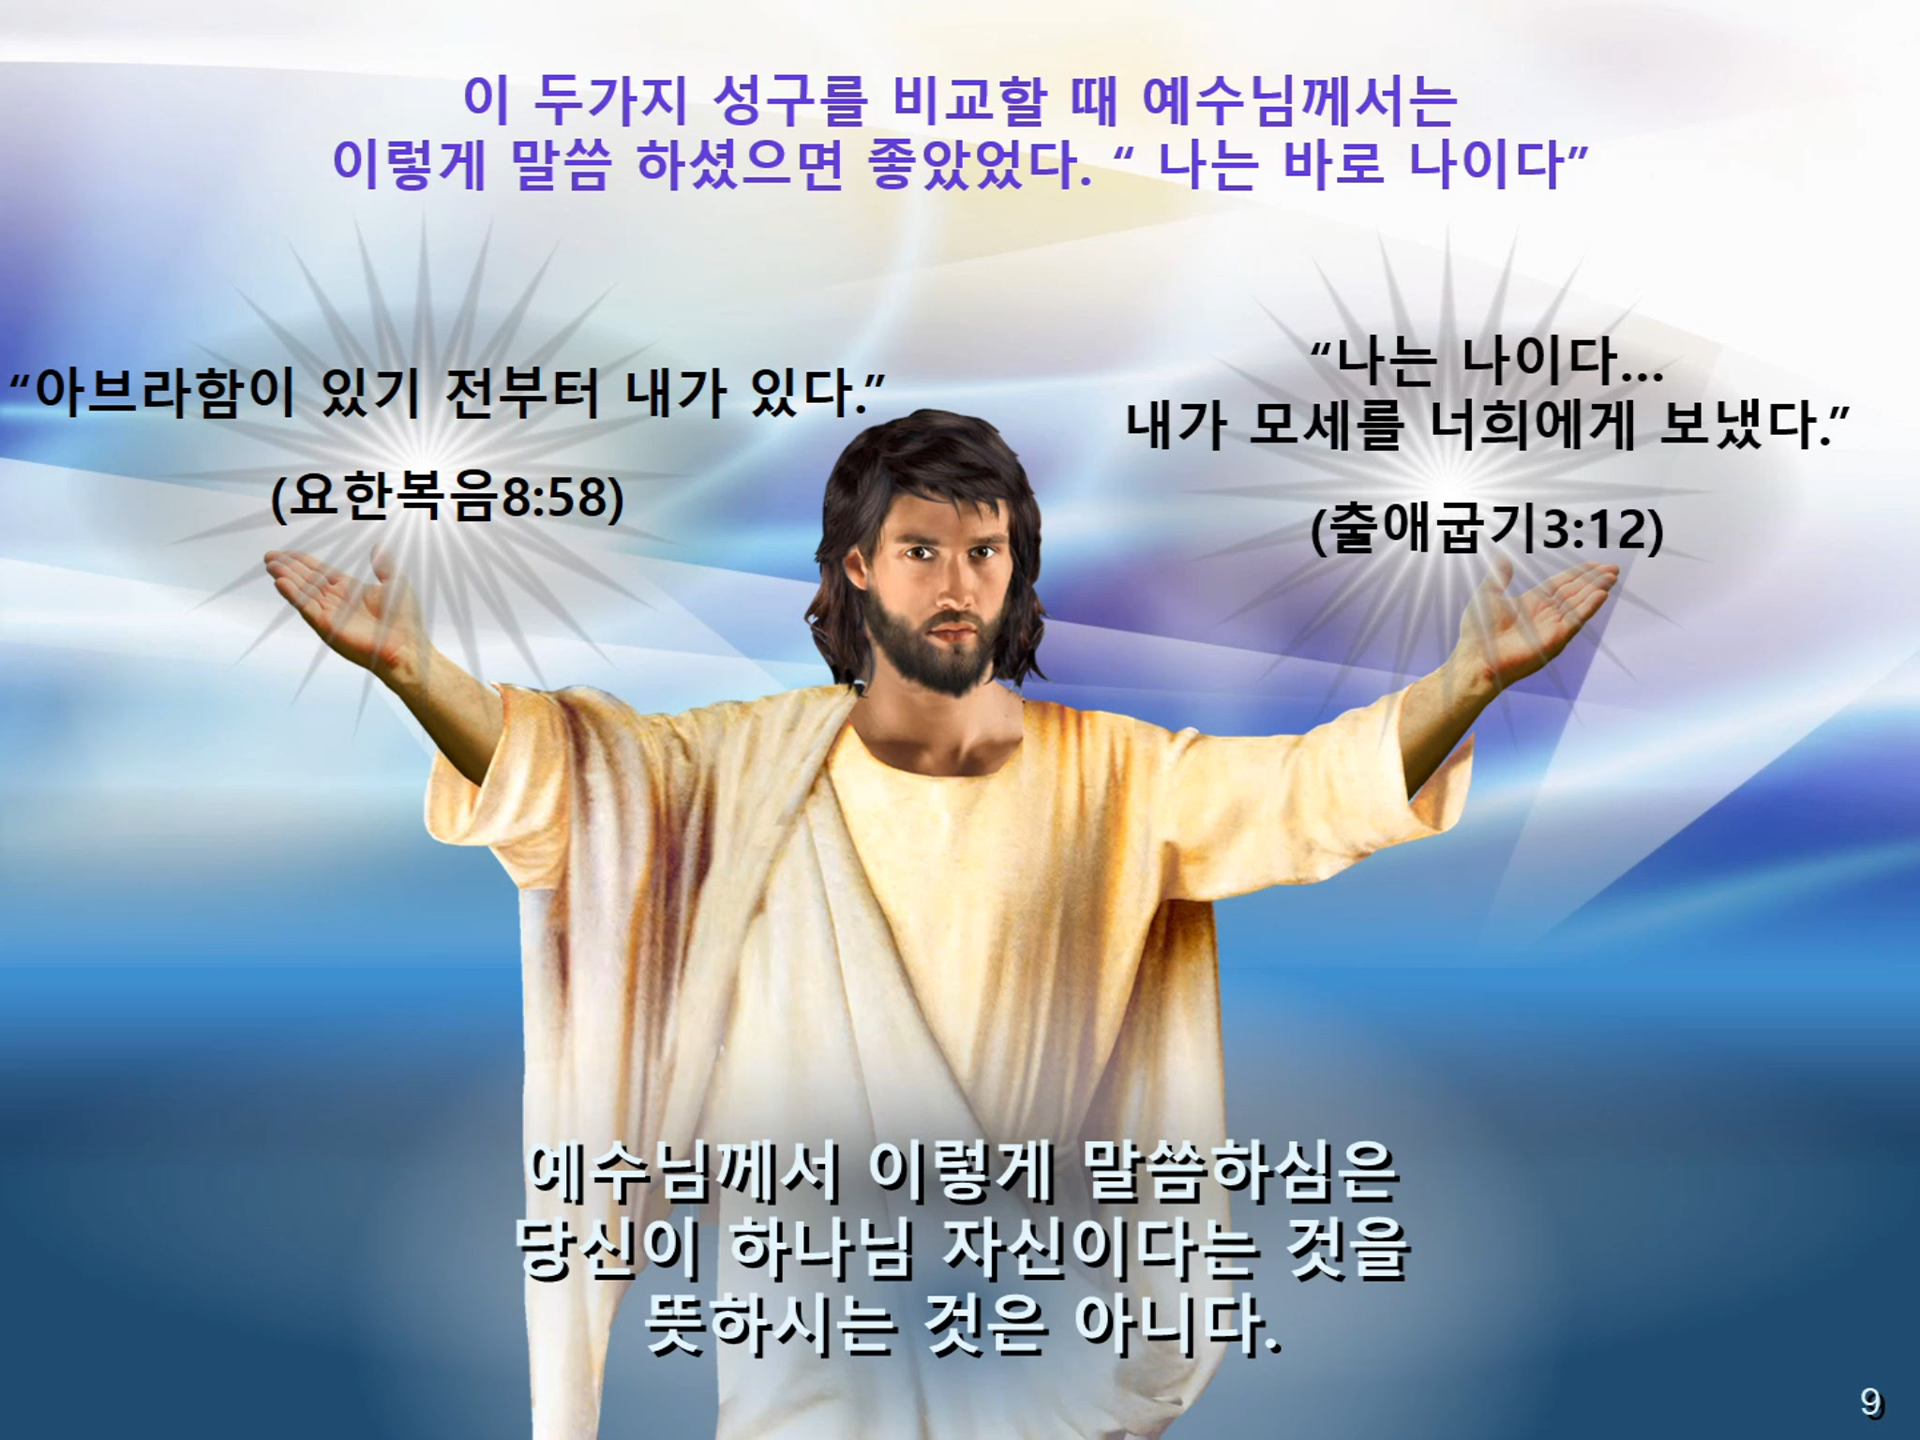 이 두가지 성구를 비교할 때 예수님께서는
이렇게 말씀 하셨으면 좋았었다. “ 나는 바로 나이다”
“아브라함이 있기 전부터 내가 있다.”
(요한복음8:58)
“나는 나이다...
내가 모세를 너희에게 보냈다.”
(출애굽기3:12)
예수님께서 이렇게 말씀하심은
당신이 하나님 자신이다는 것을
뜻하시는 것은 아니다.
9